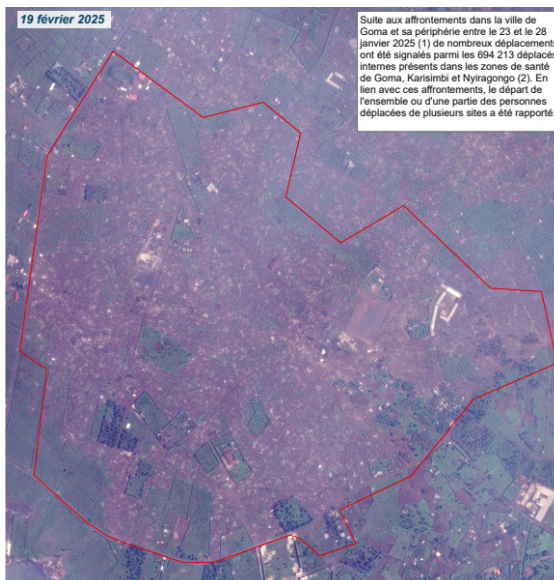 19 février 2025
Suite aux affrontements dans la ville de
Goma et sa périphérie entre le 23 et le 28
janvier 2025 (1) de nombreux déplacements
ont été signalés parmi les 694 213 déplacés
internes présents dans les zones de santé
de Goma, Karisimbi et Nyiragongo (2). En
lien avec ces affrontements, le départ de
l'ensemble ou d'une partie des personnes
déplacées de plusieurs sites a été rapporté.